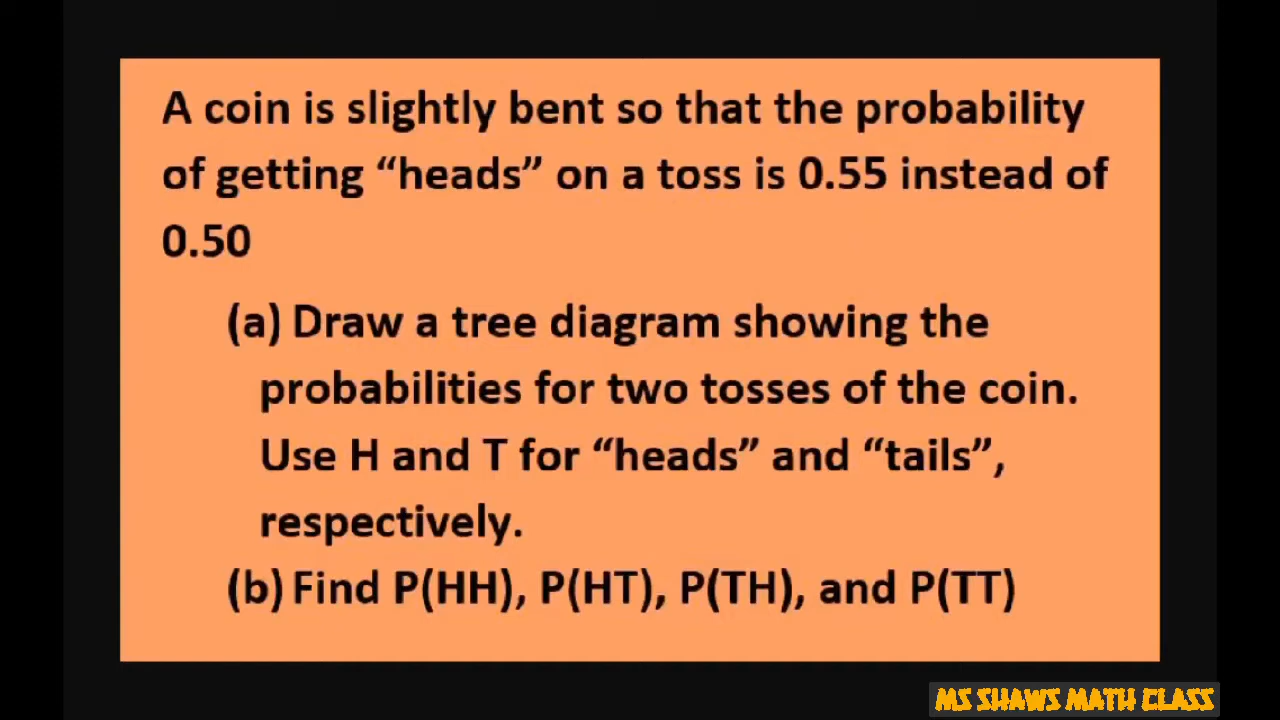 A coin is slightly bent so that the probability
of getting “heads” on a toss is 0.55 instead of
0.50
(a) Draw a tree diagram showing the
probabilities for two tosses of the coin.
Use H and T for “heads” and “tails”,
respectively.
(b) Find P(HH), P(HT), P(TH), and P(TT)
MS SHAWS MATH CLASS